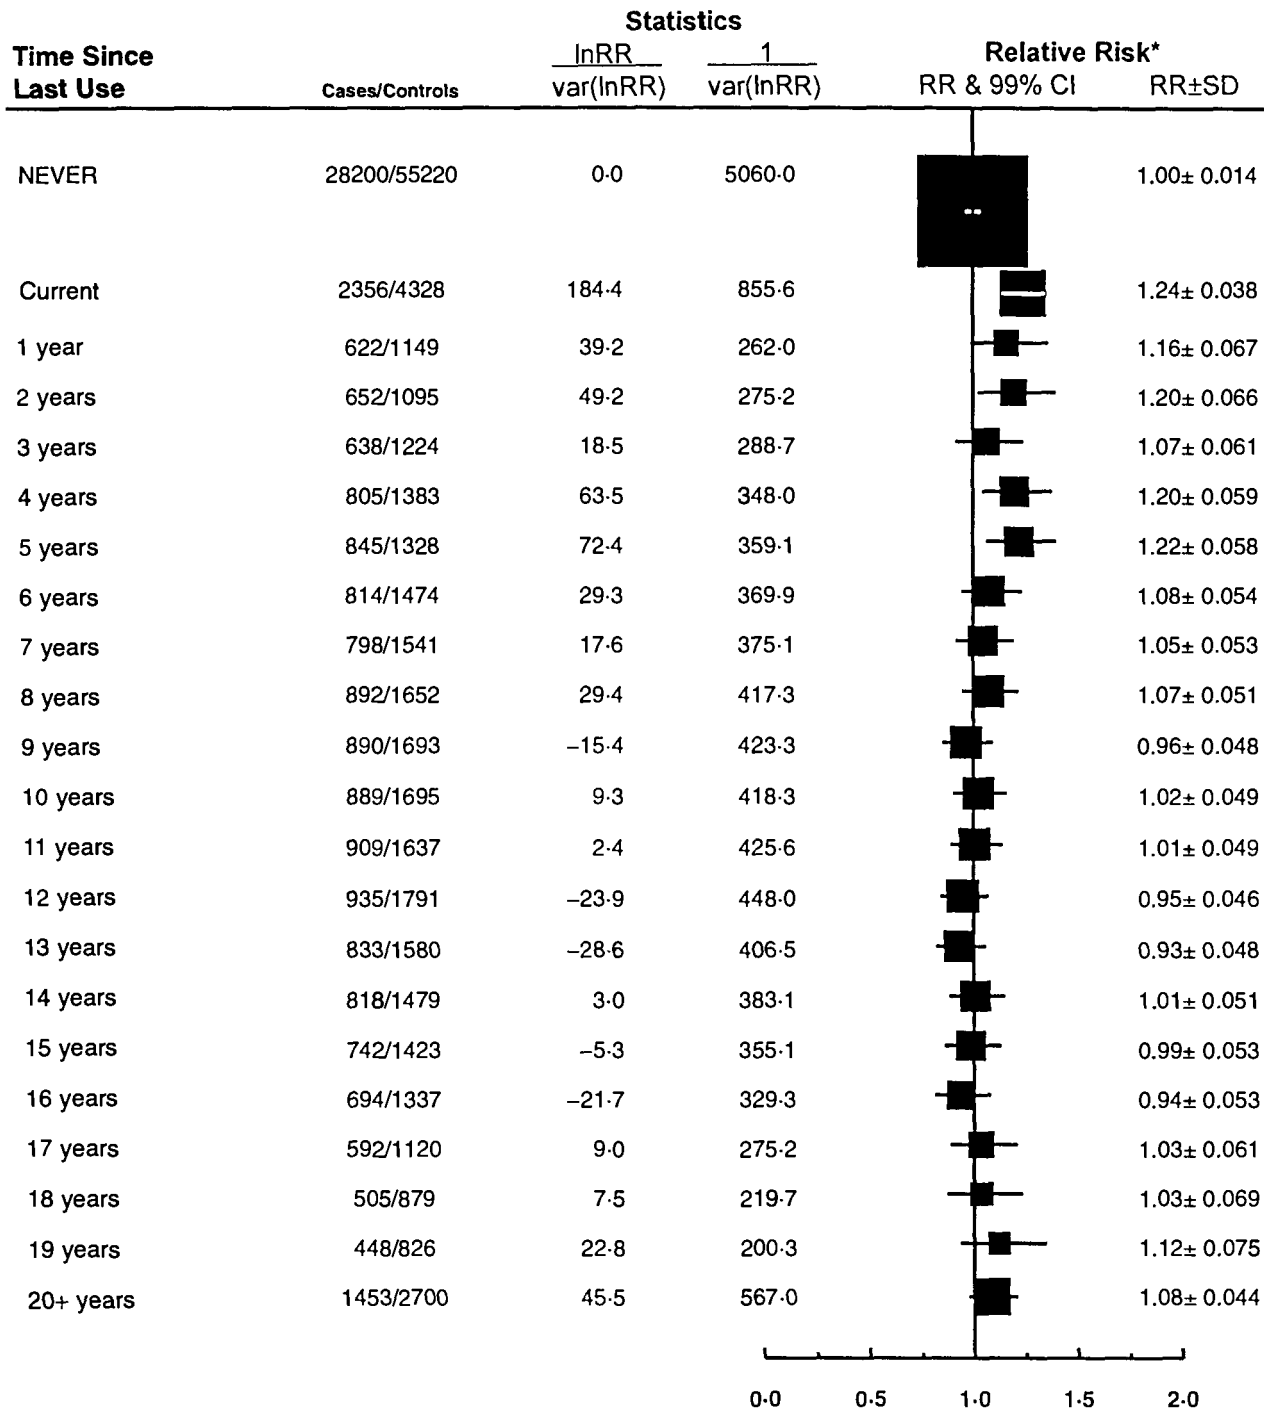 Statistics
Time Since Last Use Cases/Controls lnRR / var(lnRR) 1 / var(lnRR) Relative Risk* RR & 99% CI RR±SD
NEVER 28200/55220 0·0 5060·0 1.00± 0.014
Current 2356/4328 184·4 855·6 1.24± 0.038
1 year 622/1149 39·2 262·0 1.16± 0.067
2 years 652/1095 49·2 275·2 1.20± 0.066
3 years 638/1224 18·5 288·7 1.07± 0.061
4 years 805/1383 63·5 348·0 1.20± 0.059
5 years 845/1328 72·4 359·1 1.22± 0.058
6 years 814/1474 29·3 369·9 1.08± 0.054
7 years 798/1541 17·6 375·1 1.05± 0.053
8 years 892/1652 29·4 417·3 1.07± 0.051
9 years 890/1693 −15·4 423·3 0.96± 0.048
10 years 889/1695 9·3 418·3 1.02± 0.049
11 years 909/1637 2·4 425·6 1.01± 0.049
12 years 935/1791 −23·9 448·0 0.95± 0.046
13 years 833/1580 −28·6 406·5 0.93± 0.048
14 years 818/1479 3·0 383·1 1.01± 0.051
15 years 742/1423 −5·3 355·1 0.99± 0.053
16 years 694/1337 −21·7 329·3 0.94± 0.053
17 years 592/1120 9·0 275·2 1.03± 0.061
18 years 505/879 7·5 219·7 1.03± 0.069
19 years 448/826 22·8 200·3 1.12± 0.075
20+ years 1453/2700 45·5 567·0 1.08± 0.044
0·0 0·5 1·0 1·5 2·0